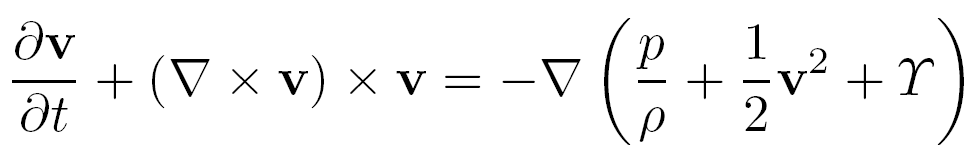 ∂𝐯/∂t + (∇ × 𝐯) × 𝐯 = −∇ (p/ρ + 1/2 𝐯² + ϒ)